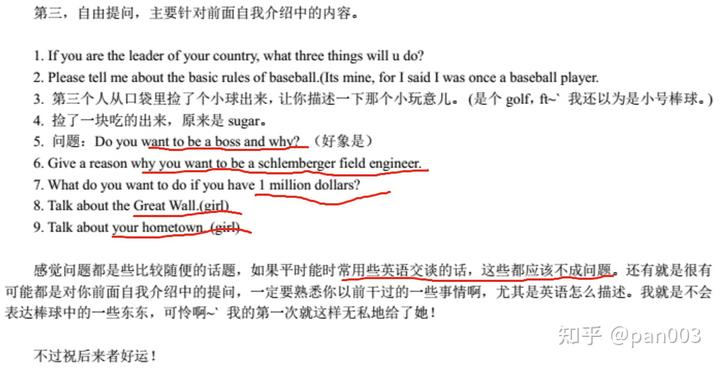 第三，自由提问，主要针对前面自我介绍中的内容。
1. If you are the leader of your country, what three things will u do?
2. Please tell me about the basic rules of baseball.(Its mine, for I said I was once a baseball player.
3. 第三个人从口袋里捡了个小球出来，让你描述一下那个小玩意儿。(是个 golf，ft~` 我还以为是小号棒球。)
4. 捡了一块吃的出来，原来是 sugar。
5. 问题：Do you want to be a boss and why?（好象是）
6. Give a reason why you want to be a schlemberger field engineer.
7. What do you want to do if you have 1 million dollars?
8. Talk about the Great Wall.(girl)
9. Talk about your hometown. (girl)
感觉问题都是些比较随便的话题，如果平时能时常用些英语交谈的话，这些都应该不成问题。还有就是很有
可能都是对你前面自我介绍中的提问，一定要熟悉你以前干过的一些事情啊，尤其是英语怎么描述。我就是不会
表达棒球中的一些东东，可怜啊~` 我的第一次就这样无私地给了她！
不过祝后来者好运！
知乎 @pan003